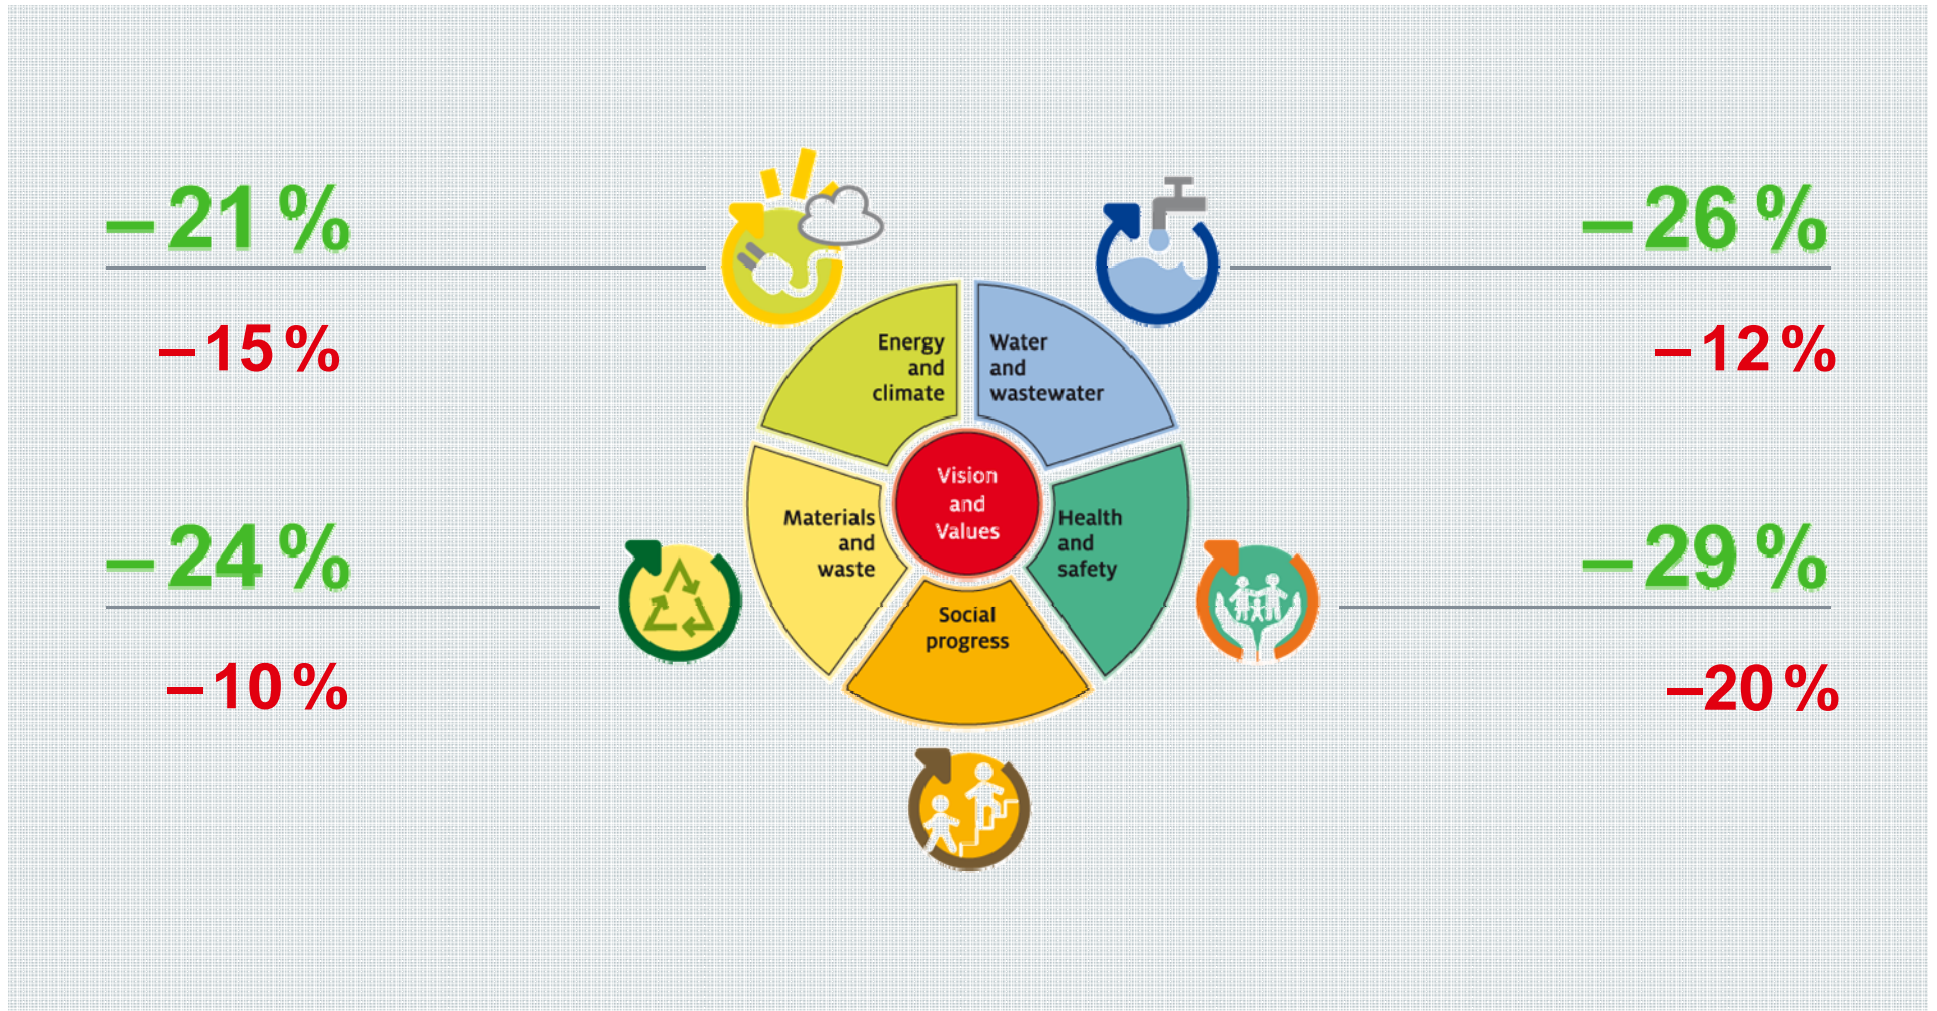 – 21 %
– 15 %
– 26 %
– 12 %
Energy
and
climate
Water
and
wastewater
Vision
and
Values
Materials
and
waste
Health
and
safety
Social
progress
– 24 %
– 10 %
– 29 %
–20 %